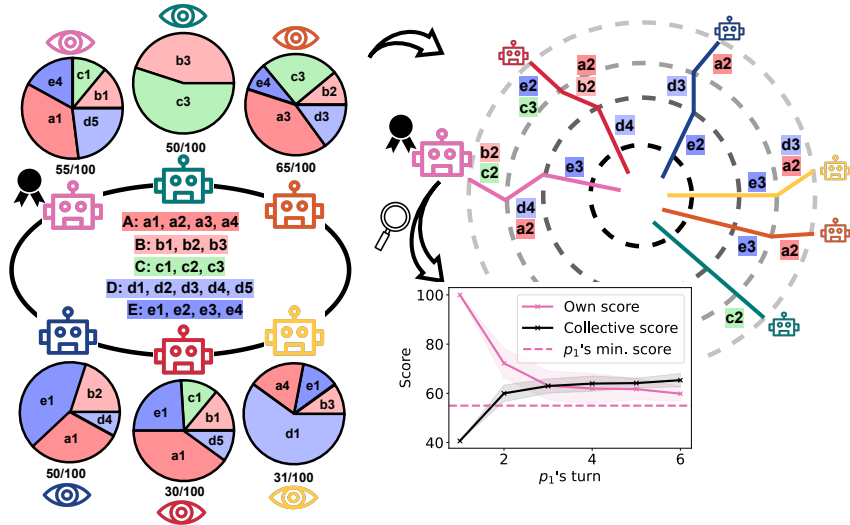 e4
c1
b1
d5
a1
55/100
b3
c3
50/100
e4
c3
b2
d3
a3
65/100
A: a1, a2, a3, a4
B: b1, b2, b3
C: c1, c2, c3
D: d1, d2, d3, d4, d5
E: e1, e2, e3, e4
e1
b2
d4
a1
50/100
e1
c1
b1
d5
a1
30/100
a4
e1
b3
d1
31/100
e2
c3
a2
b2
d4
a2
d3
e2
b2
c2
e3
d4
a2
d3
a2
e3
a2
e3
c2
Own score
Collective score
p₁'s min. score
Score
100
80
60
40
2
4
6
p₁'s turn